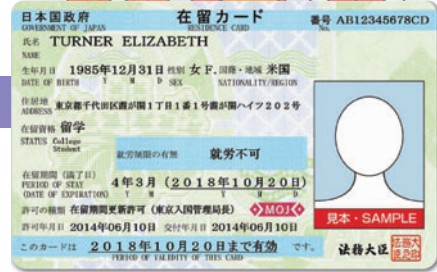 日本国政府 在留カード 番号 AB12345678CD
GOVERNMENT OF JAPAN RESIDENCE CARD No.
氏名 TURNER ELIZABETH
NAME
生年月日 1985年12月31日 性別 女 F. 国籍・地域 米国
DATE OF BIRTH Y M D SEX NATIONALITY/REGION
住居地 東京都千代田区霞が関1丁目1番1号霞が関ハイツ202号
ADDRESS
在留資格 留学
STATUS College
Student
就労制限の有無 就労不可
在留期間 (満了日) 4年3月 (2018年10月20日)
PERIOD OF STAY
(DATE OF EXPIRATION) Y M Y M D
許可の種類 在留期間更新許可 (東京入国管理局長) MOJ
見本・SAMPLE
許可年月日 2014年06月10日 交付年月日 2014年06月10日
このカードは 2018年10月20日まで有効 です。
PERIOD OF VALIDITY OF THIS CARD
法務大臣